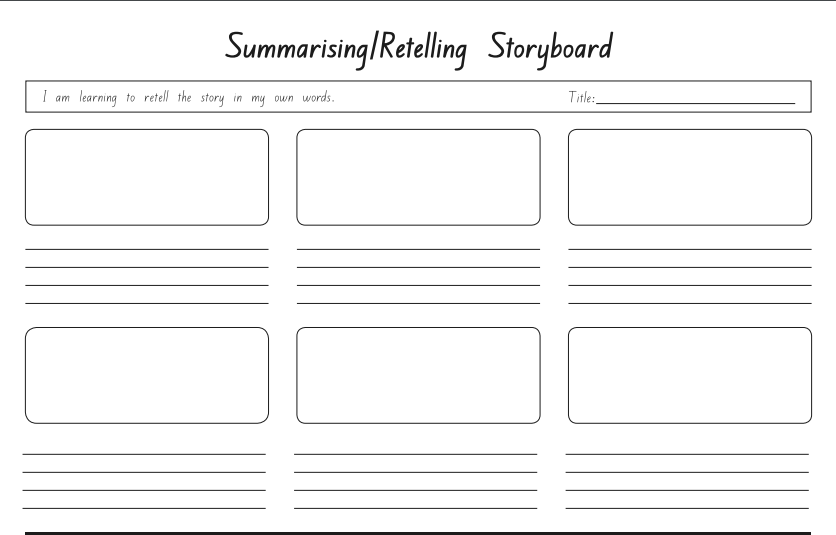 Summarising/Retelling Storyboard
I am learning to retell the story in my own words. Title: